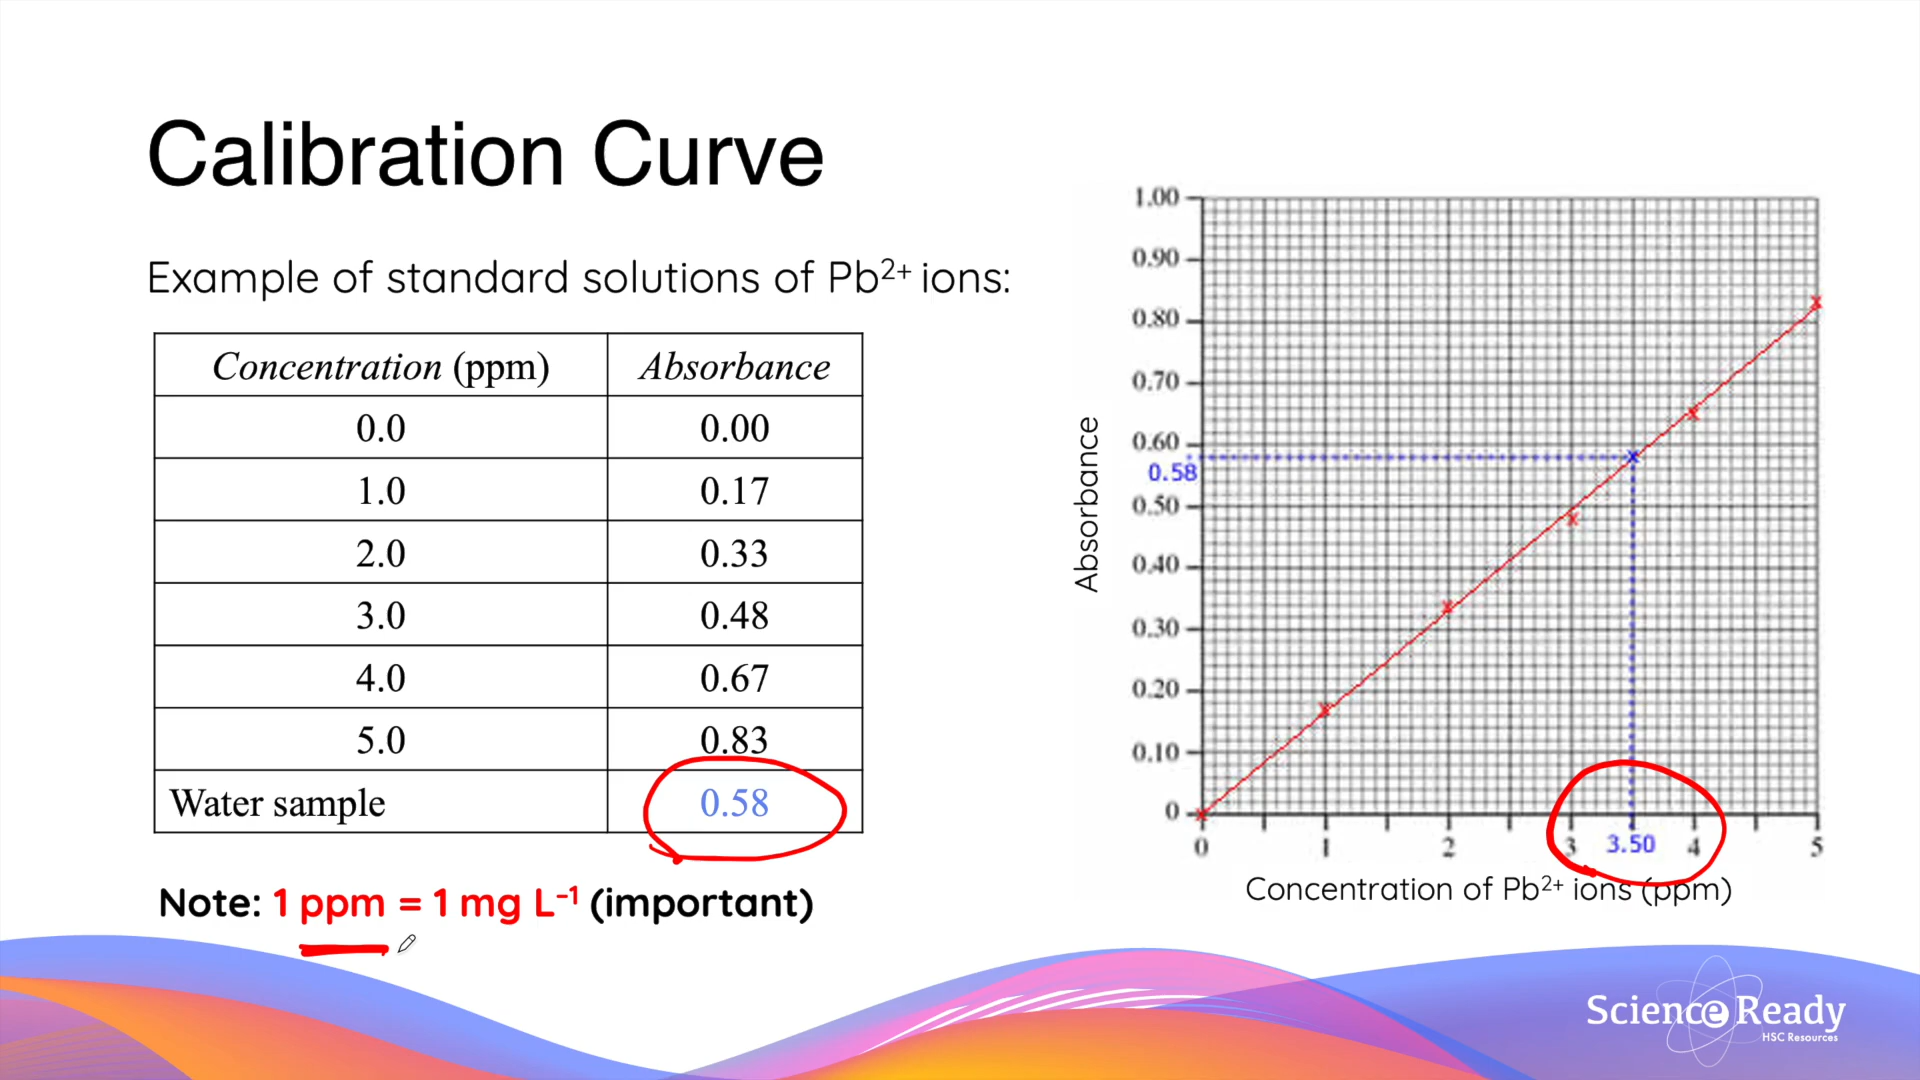 Calibration Curve
Example of standard solutions of Pb²⁺ ions:
Concentration (ppm) Absorbance
0.0 0.00
1.0 0.17
2.0 0.33
3.0 0.48
4.0 0.67
5.0 0.83
Water sample 0.58
Note: 1 ppm = 1 mg L⁻¹ (important)
Absorbance
1.00
0.90
0.80
0.70
0.60
0.58
0.50
0.40
0.30
0.20
0.10
0
0 1 2 3 3.50 4 5
Concentration of Pb²⁺ ions (ppm)
Science Ready
HSC Resources